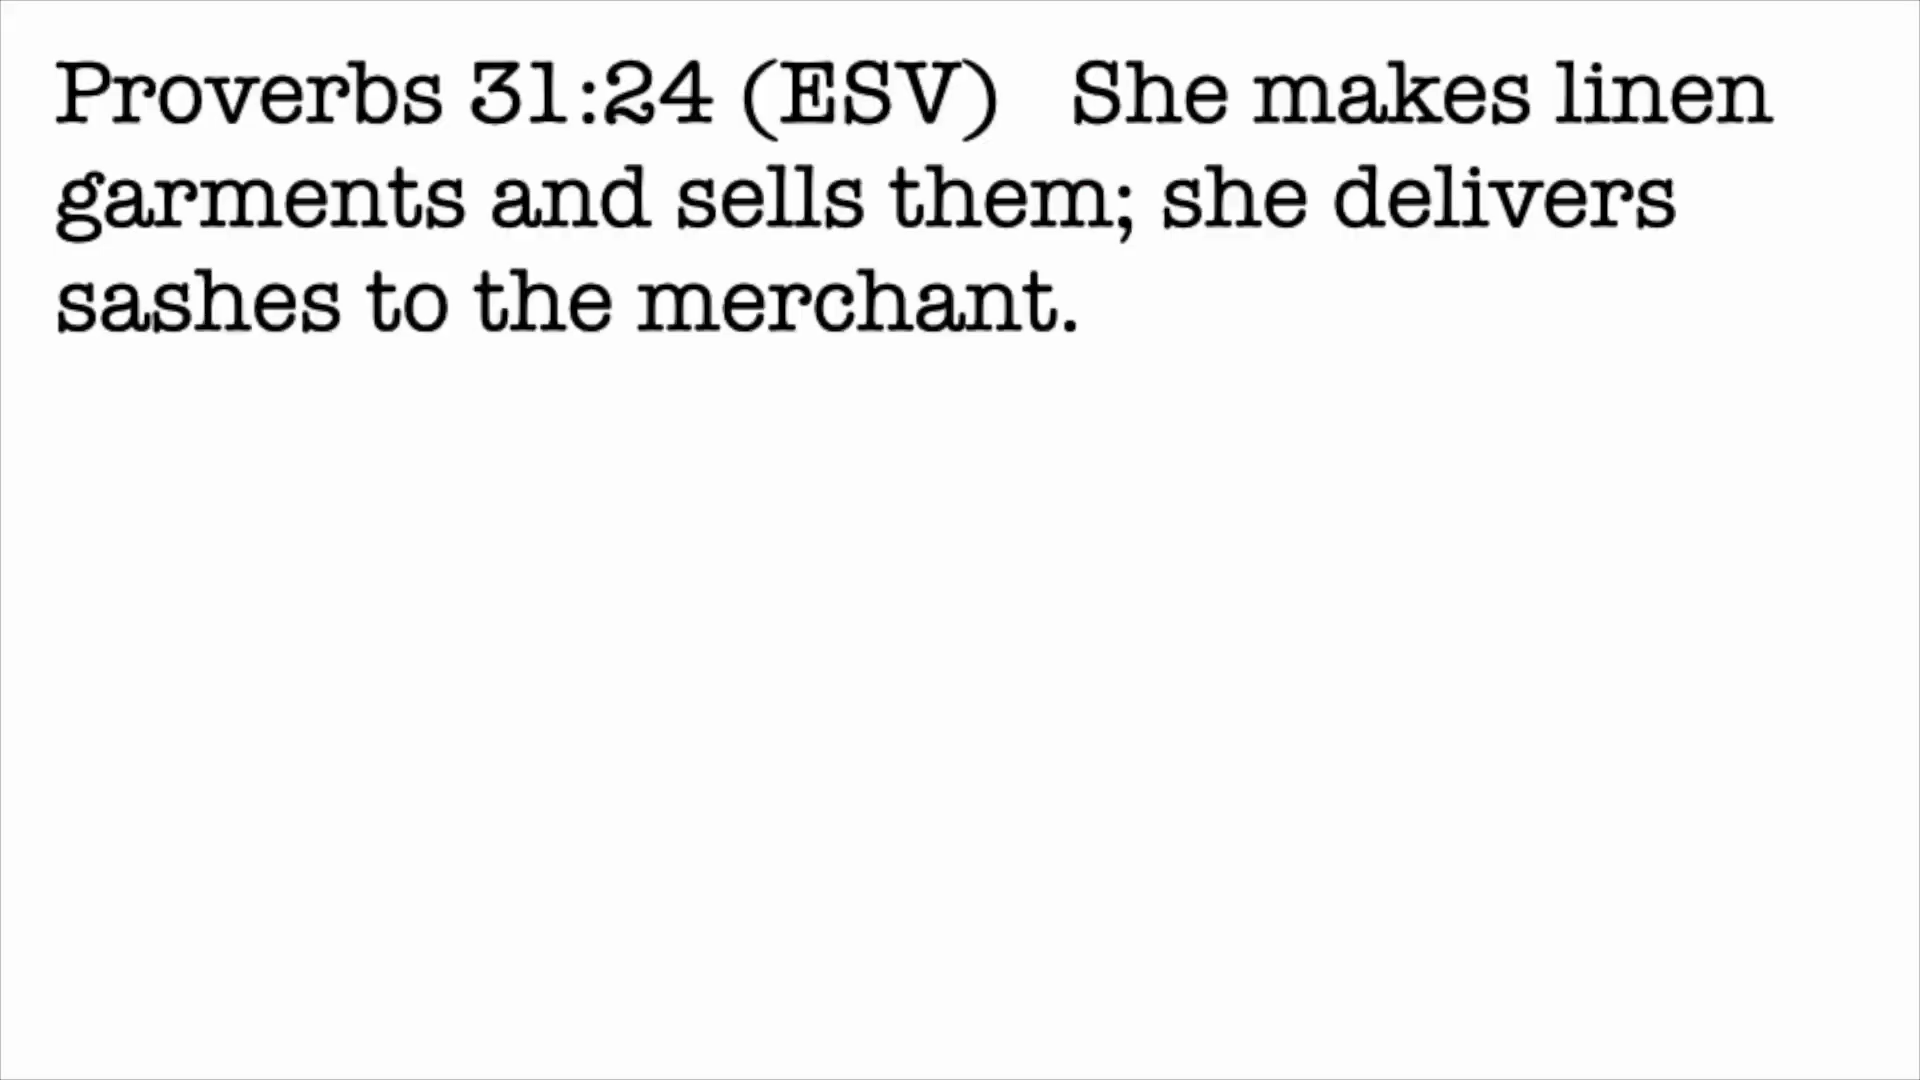 Proverbs 31:24 (ESV)   She makes linen
garments and sells them; she delivers
sashes to the merchant.